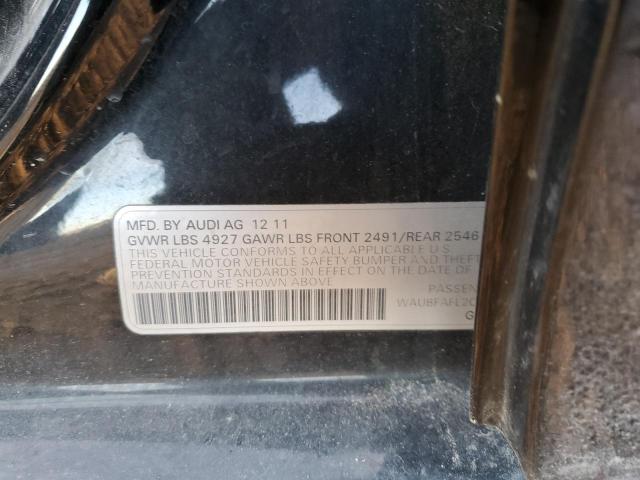 MFD. BY AUDI AG 12 11
GVWR LBS 4927 GAWR LBS FRONT 2491/REAR 2546
THIS VEHICLE CONFORMS TO ALL APPLICABLE U.S.
FEDERAL MOTOR VEHICLE SAFETY BUMPER AND THEFT
PREVENTION STANDARDS IN EFFECT ON THE DATE OF
MANUFACTURE SHOWN ABOVE
PASSEN
WAUBFAFL2C
G